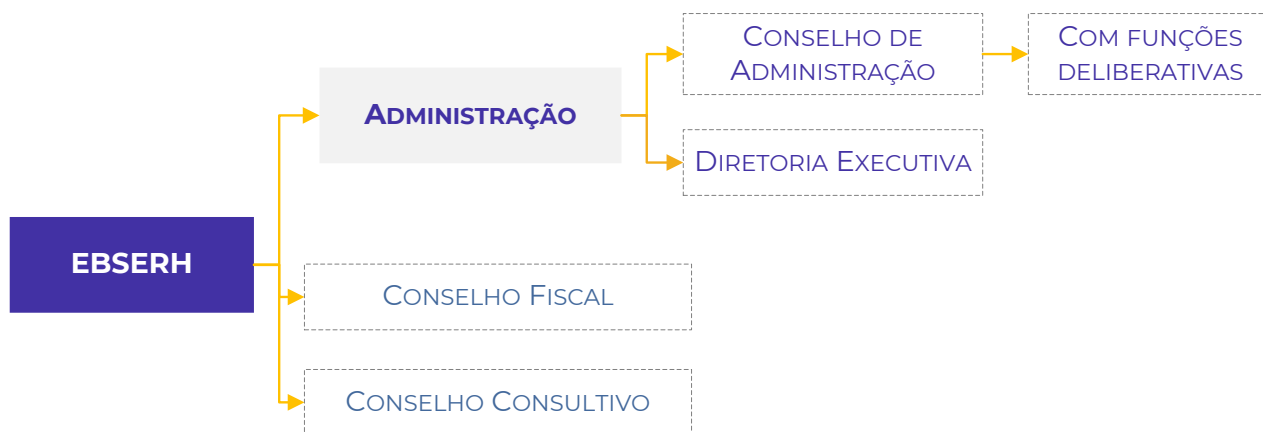 CONSELHO DE
ADMINISTRAÇÃO
COM FUNÇÕES
DELIBERATIVAS
ADMINISTRAÇÃO
DIRETORIA EXECUTIVA
EBSERH
CONSELHO FISCAL
CONSELHO CONSULTIVO